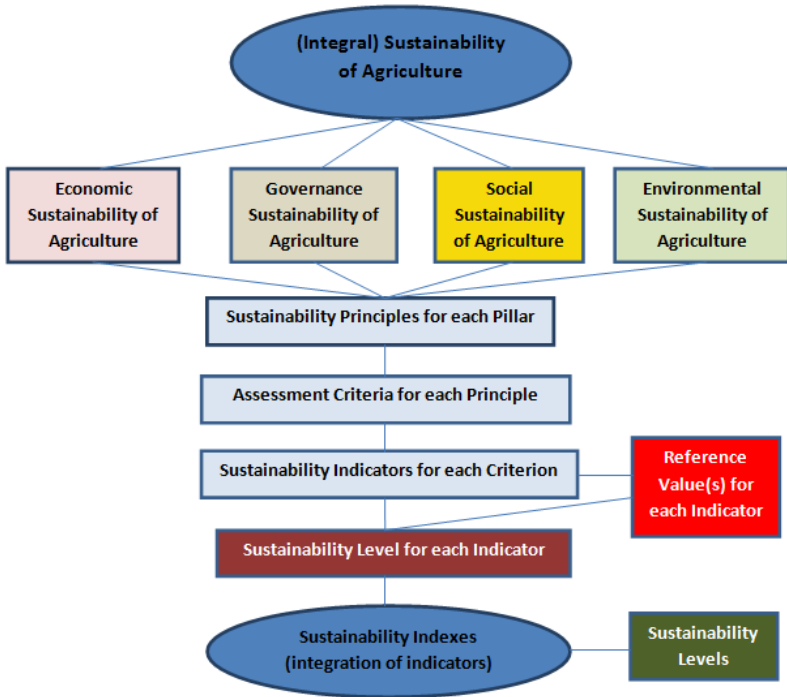 (Integral) Sustainability
of Agriculture
Economic
Sustainability of
Agriculture
Governance
Sustainability of
Agriculture
Social
Sustainability
of Agriculture
Environmental
Sustainability of
Agriculture
Sustainability Principles for each Pillar
Assessment Criteria for each Principle
Sustainability Indicators for each Criterion
Reference
Value(s) for
each Indicator
Sustainability Level for each Indicator
Sustainability Indexes
(integration of indicators)
Sustainability
Levels